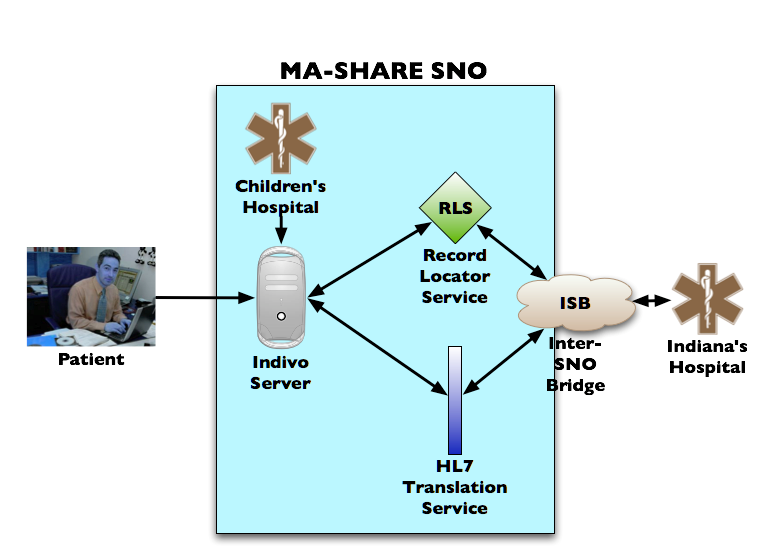 MA-SHARE SNO
Children's
Hospital
RLS
Record
Locator
Service
ISB
Inter-
SNO
Bridge
Indiana's
Hospital
Patient
Indivo
Server
HL7
Translation
Service